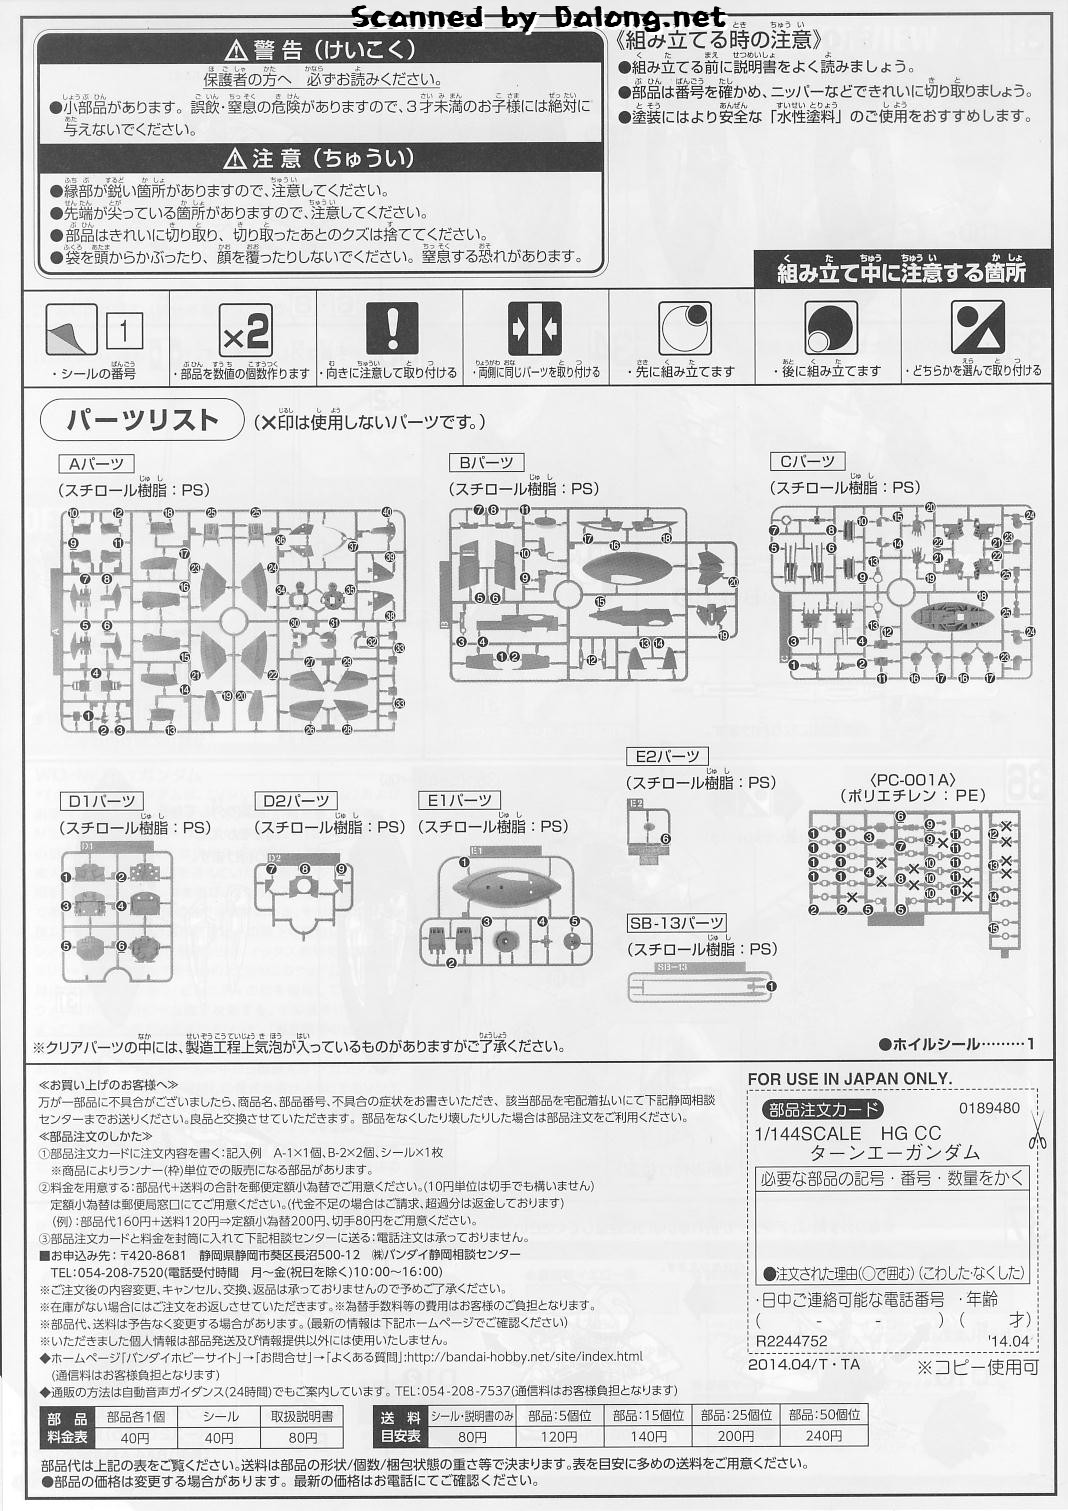 Scanned by Dalong.net
警告(けいこく)
保護者の方へ 必ずお読みください。
●小部品があります。誤飲・窒息の危険がありますので、3才未満のお子様には絶対に
与えないでください。
注意(ちゅうい)
●縁部が鋭い箇所がありますので、注意してください。
●先端が尖っている箇所がありますので、注意してください。
●部品はきれいに切り取り、切り取ったあとのクズは捨ててください。
●袋を頭からかぶったり、顔を覆ったりしないでください。窒息する恐れがあります。
《組み立てる時の注意》
●組み立てる前に説明書をよく読みましょう。
●部品は番号を確かめ、ニッパーなどできれいに切り取りましょう。
●塗装にはより安全な「水性塗料」のご使用をおすすめします。
組み立て中に注意する箇所
1
×2
・シールの番号
・部品を数値の個数作ります
・向きに注意して取り付ける
・両側に同じパーツを取り付ける
・先に組み立てます
・後に組み立てます
・どちらかを選んで取り付ける
パーツリスト
(×印は使用しないパーツです。)
Aパーツ
(スチロール樹脂：PS)
Bパーツ
(スチロール樹脂：PS)
Cパーツ
(スチロール樹脂：PS)
D1パーツ
(スチロール樹脂：PS)
D2パーツ
(スチロール樹脂：PS)
E1パーツ
(スチロール樹脂：PS)
E2パーツ
(スチロール樹脂：PS)
SB-13パーツ
(スチロール樹脂：PS)
〈PC-001A〉
(ポリエチレン：PE)
※クリアパーツの中には、製造工程上気泡が入っているものがありますがご了承ください。
●ホイルシール………1
≪お買い上げのお客様へ≫
万が一部品に不具合がございましたら、商品名、部品番号、不具合の症状をお書きいただき、該当部品を宅配着払いにて下記静岡相談
センターまでお送りください。良品と交換させていただきます。部品をなくしたり壊したりした場合は部品注文をご利用ください。
≪部品注文のしかた≫
①部品注文カードに注文内容を書く：記入例 A-1×1個、B-2×2個、シール×1枚
※商品によりランナー(枠)単位での販売になる部品があります。
②料金を用意する：部品代+送料の合計を郵便定額小為替でご用意ください。(10円単位は切手でも構いません)
定額小為替は郵便局窓口にてご用意ください。(代金不足の場合はご請求、超過分は返金しております)
(例)：部品代160円+送料120円⇒定額小為替200円、切手80円をご用意ください。
③部品注文カードと料金を封筒に入れて下記相談センターに送る：電話注文は承っておりません。
■お申込み先：〒420-8681 静岡県静岡市葵区長沼500-12 ㈱バンダイ静岡相談センター
TEL：054-208-7520(電話受付時間 月～金(祝日を除く)10：00～16：00)
※ご注文後の内容変更、キャンセル、交換、返品は承っておりませんので予めご了承ください。
※在庫がない場合にはご注文をお返しさせていただきます。※為替手数料等の費用はお客様のご負担となります。
※部品代、送料は予告なく変更する場合があります。(最新の情報は下記ホームページでご確認ください)
※いただきました個人情報は部品発送及び情報提供以外には使用いたしません。
◆ホームページ「バンダイホビーサイト」→「お問合せ」→「よくある質問」：http://bandai-hobby.net/site/index.html
(通信料はお客様負担となります)
◆通販の方法は自動音声ガイダンス(24時間)でもご案内しています。TEL：054-208-7537(通信料はお客様負担となります)
部品料金表
部品各1個 シール 取扱説明書
40円 40円 80円
送料目安表
シール・説明書のみ 部品：5個位 部品：15個位 部品：25個位 部品：50個位
80円 120円 140円 200円 240円
部品代は上記の表をご覧ください。送料は部品の形状/個数/梱包状態の重さ等で決まります。表を目安に多めの送料をご用意ください。
●部品の価格は変更する場合があります。最新の価格はお電話にてご確認ください。
FOR USE IN JAPAN ONLY.
部品注文カード 0189480
1/144SCALE HG CC
ターンエーガンダム
必要な部品の記号・番号・数量をかく
●注文された理由(○で囲む)(こわした・なくした)
・日中ご連絡可能な電話番号 ・年齢
( - - ) ( 才)
R2244752 '14.04
2014.04/T・TA ※コピー使用可